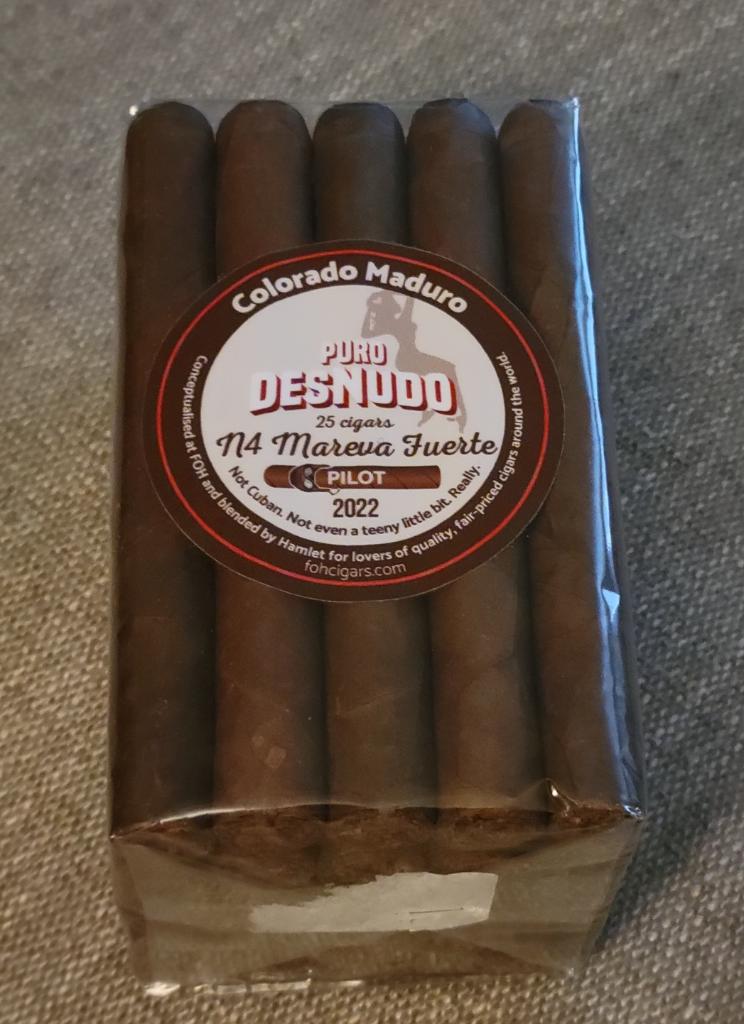 Colorado Maduro
PURO
DESNUDO
25 cigars
N4 Mareva Fuerte
PILOT
2022
Not Cuban. Not even a teeny little bit. Really.
Conceptualised at FOH and blended by Hamlet for lovers of quality, fair-priced cigars around the world.
fohcigars.com